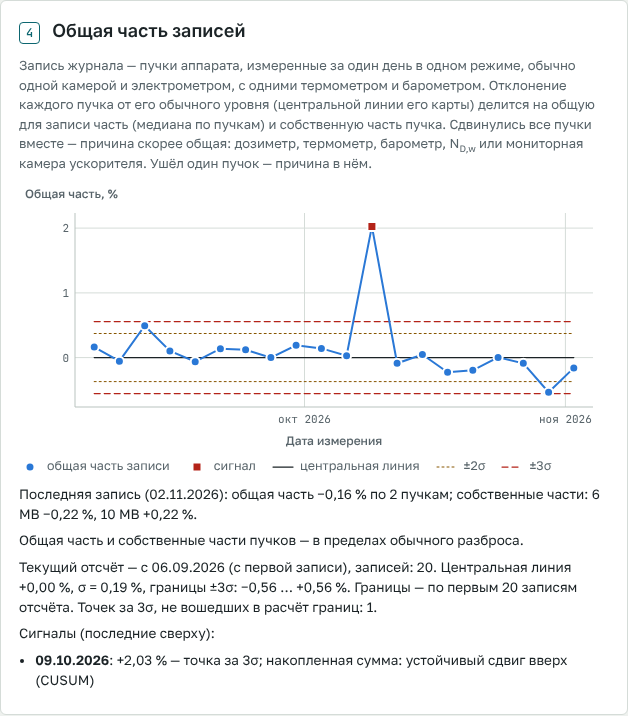 4 Общая часть записей
Запись журнала — пучки аппарата, измеренные за один день в одном режиме, обычно
одной камерой и электрометром, с одними термометром и барометром. Отклонение
каждого пучка от его обычного уровня (центральной линии его карты) делится на общую
для записи часть (медиана по пучкам) и собственную часть пучка. Сдвинулись все пучки
вместе — причина скорее общая: дозиметр, термометр, барометр, N_D,w или мониторная
камера ускорителя. Ушёл один пучок — причина в нём.
Общая часть, %
2
1
0
окт 2026 ноя 2026
Дата измерения
общая часть записи сигнал центральная линия ±2σ ±3σ
Последняя запись (02.11.2026): общая часть −0,16 % по 2 пучкам; собственные части: 6
МВ −0,22 %, 10 МВ +0,22 %.
Общая часть и собственные части пучков — в пределах обычного разброса.
Текущий отсчёт — с 06.09.2026 (с первой записи), записей: 20. Центральная линия
+0,00 %, σ = 0,19 %, границы ±3σ: −0,56 … +0,56 %. Границы — по первым 20 записям
отсчёта. Точек за 3σ, не вошедших в расчёт границ: 1.
Сигналы (последние сверху):
• 09.10.2026: +2,03 % — точка за 3σ; накопленная сумма: устойчивый сдвиг вверх
(CUSUM)